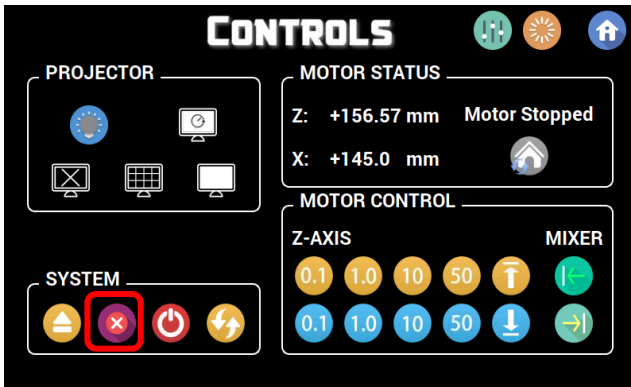 CONTROLS
PROJECTOR
MOTOR STATUS
Z: +156.57 mm Motor Stopped
X: +145.0 mm
MOTOR CONTROL
Z-AXIS MIXER
0.1 1.0 10 50
0.1 1.0 10 50
SYSTEM